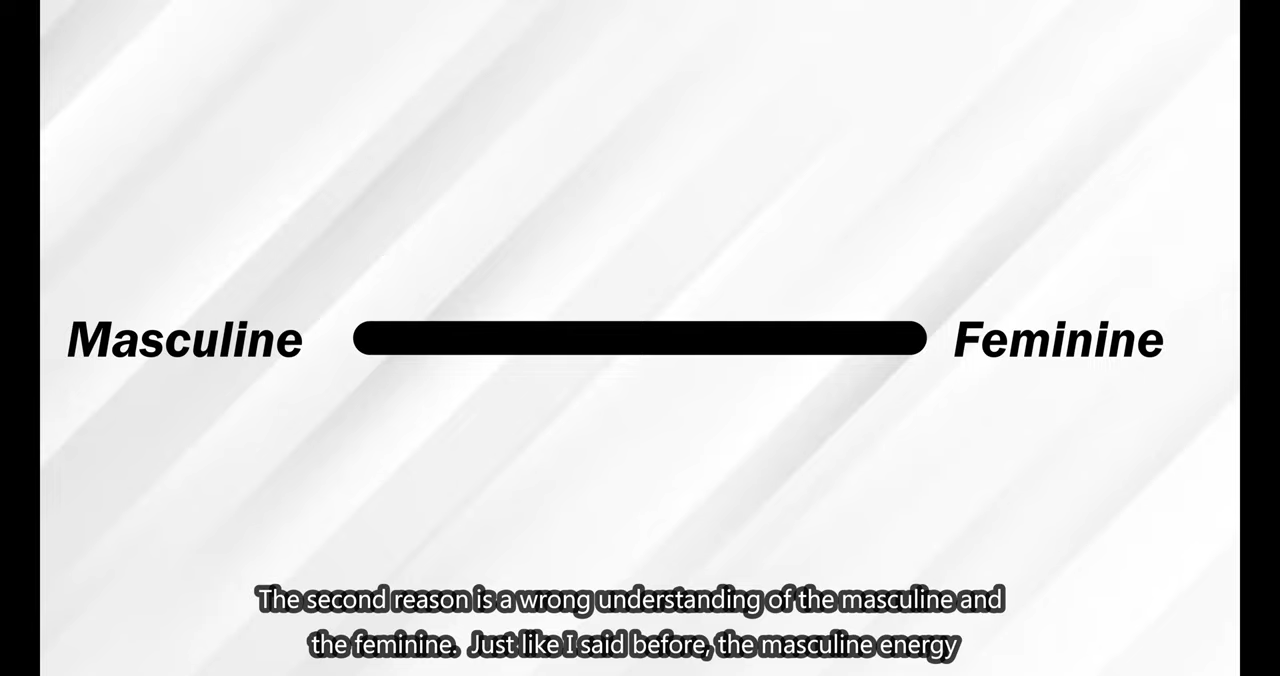 Masculine
Feminine
The second reason is a wrong understanding of the masculine and
the feminine. Just like I said before, the masculine energy